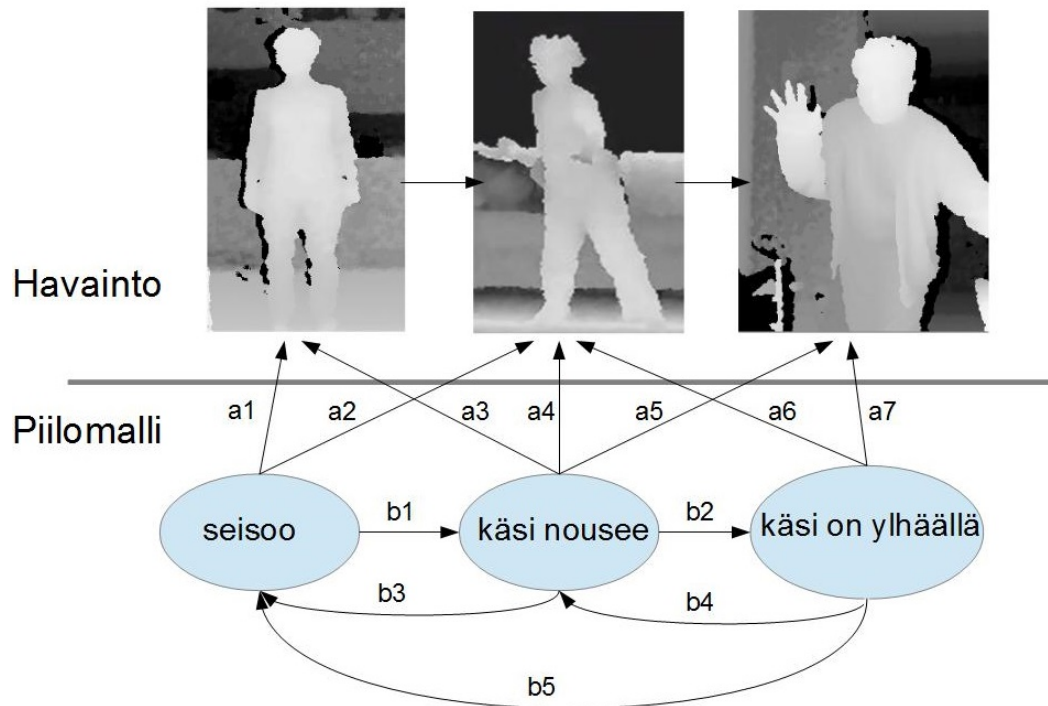 Havainto
Piilomalli
a1
a2
a3
a4
a5
a6
a7
seisoo
b1
käsi nousee
b2
käsi on ylhäällä
b3
b4
b5